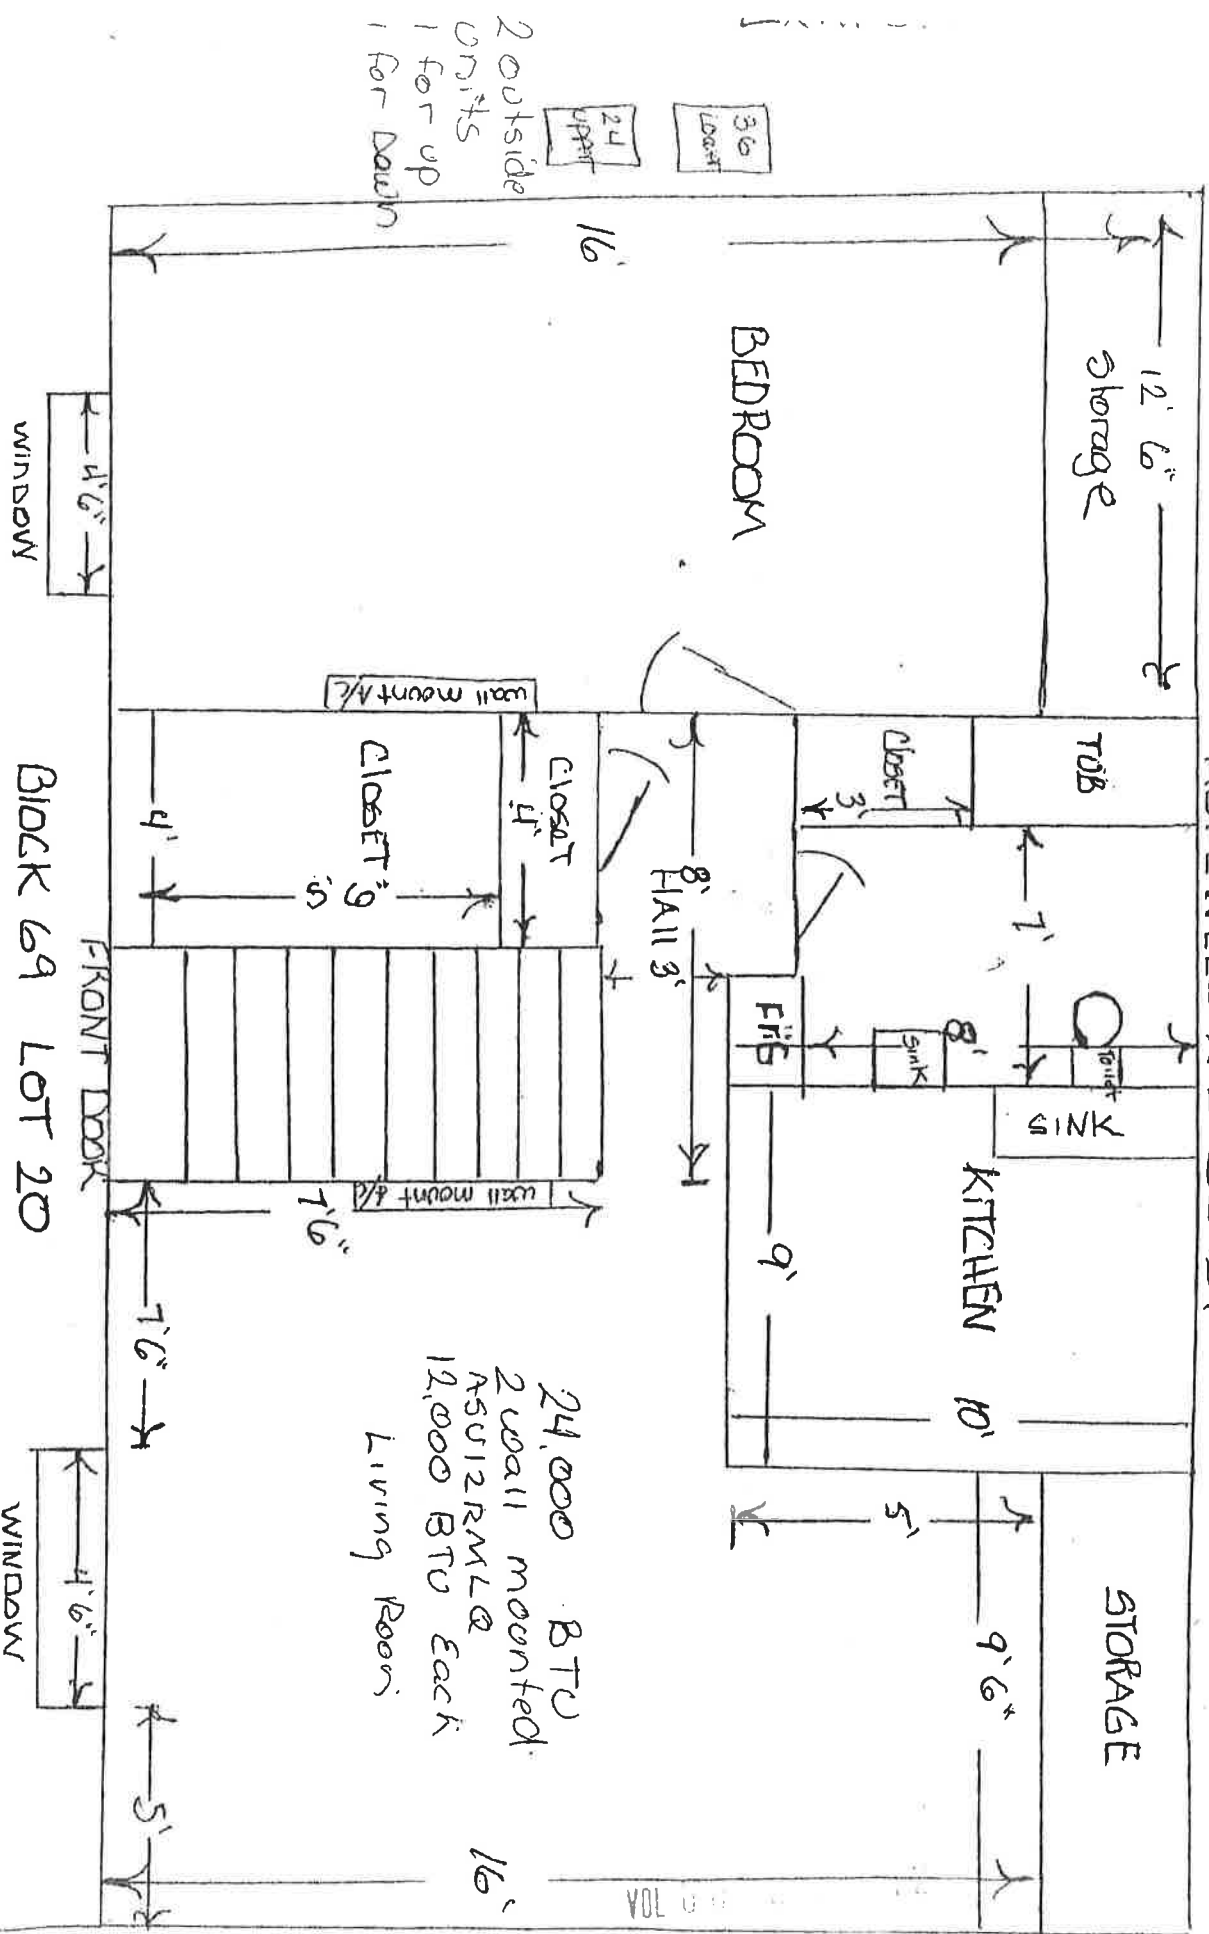 2 outside
units
1 for up
1 for Down
24
UPART
36
16'
BEDROOM
12' 6"
Storage
4'6"
WINDOW
wall mount A/C
CLOSET
4'
5' 9"
CLOSET
4'
HAll 3'
8'
CLOSET
3'
TUB
7'
8'
SINK
Toilet
FRIG
SINK
KITCHEN
9'
10'
wall mount A/C
7'6"
7'6"
FRONT DOOR
BLOCK 69 LOT 20
24,000 BTU
2 wall mounted
ASU12RMLQ
12,000 BTU Each
Living Room
5'
9'6"
STORAGE
4'6"
WINDOW
5'
16'
VOL